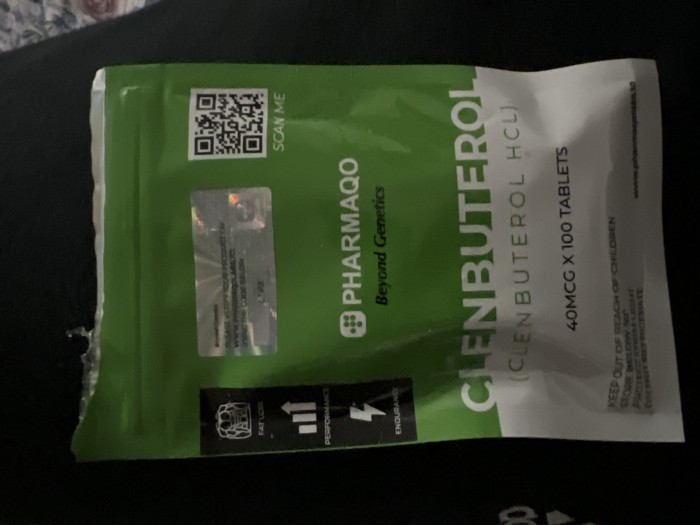 SCAN ME
PHARMAQO
Beyond Genetics
FAT LOSS
PERFORMANCE
ENDURANCE
CLENBUTEROL
(CLENBUTEROL HCL)
40MCG X 100 TABLETS
KEEP OUT OF REACH OF CHILDREN